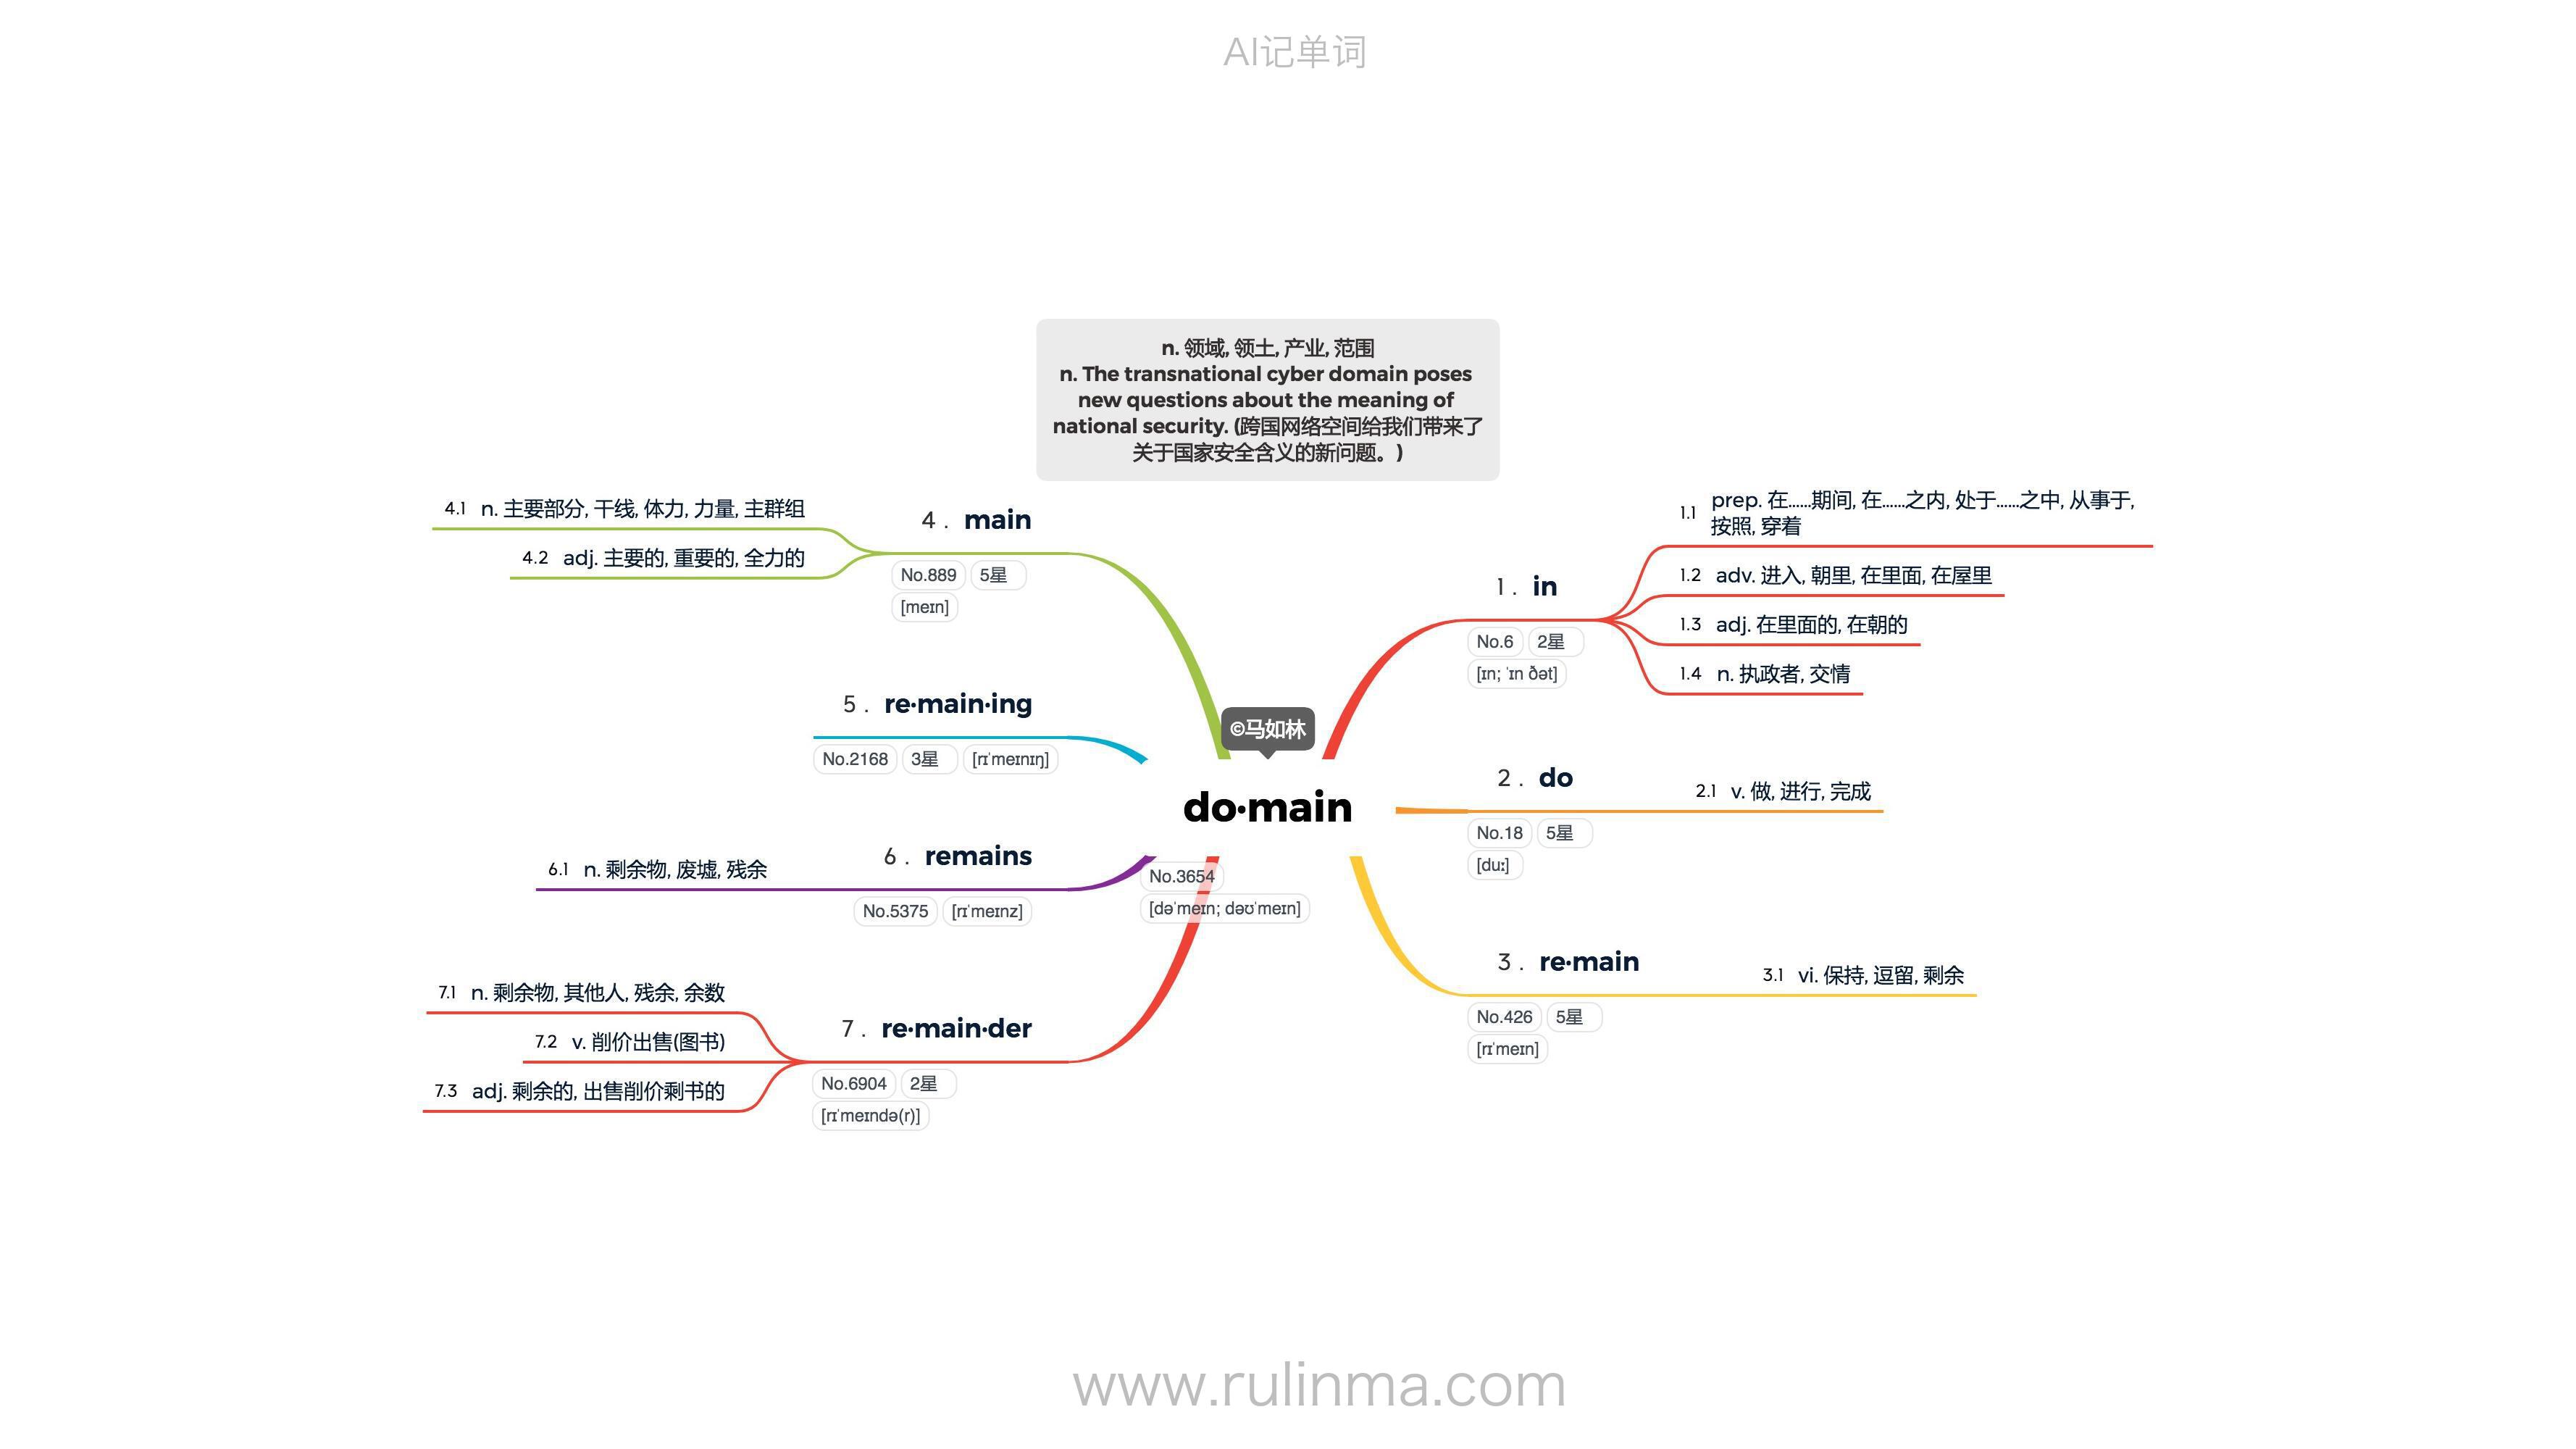 AI记单词
n. 领域, 领土, 产业, 范围
n. The transnational cyber domain poses
new questions about the meaning of
national security. (跨国网络空间给我们带来了
关于国家安全含义的新问题。)
©马如林
do·main
No.3654
[dəˈmeɪn; dəʊˈmeɪn]
1 . in
No.6 2星
[ɪn; ˈɪn ðət]
1.1 prep. 在……期间, 在……之内, 处于……之中, 从事于,
按照, 穿着
1.2 adv. 进入, 朝里, 在里面, 在屋里
1.3 adj. 在里面的, 在朝的
1.4 n. 执政者, 交情
2 . do
No.18 5星
[duː]
2.1 v. 做, 进行, 完成
3 . re·main
No.426 5星
[rɪˈmeɪn]
3.1 vi. 保持, 逗留, 剩余
4 . main
No.889 5星
[meɪn]
4.1 n. 主要部分, 干线, 体力, 力量, 主群组
4.2 adj. 主要的, 重要的, 全力的
5 . re·main·ing
No.2168 3星 [rɪˈmeɪnɪŋ]
6 . remains
No.5375 [rɪˈmeɪnz]
6.1 n. 剩余物, 废墟, 残余
7 . re·main·der
No.6904 2星
[rɪˈmeɪndə(r)]
7.1 n. 剩余物, 其他人, 残余, 余数
7.2 v. 削价出售(图书)
7.3 adj. 剩余的, 出售削价剩书的
www.rulinma.com